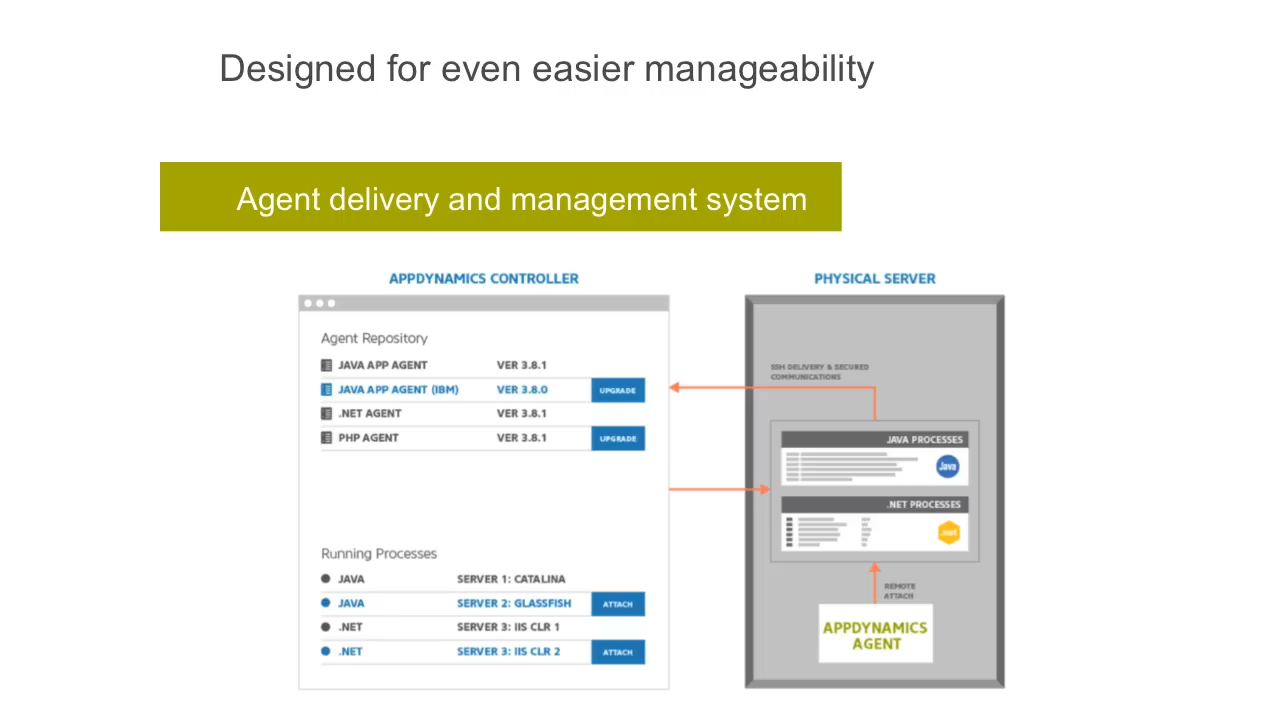 Designed for even easier manageability
Agent delivery and management system
APPDYNAMICS CONTROLLER
Agent Repository
JAVA APP AGENT VER 3.8.1
JAVA APP AGENT (IBM) VER 3.8.0 UPGRADE
.NET AGENT VER 3.8.1
PHP AGENT VER 3.8.1 UPGRADE
Running Processes
JAVA SERVER 1: CATALINA
JAVA SERVER 2: GLASSFISH ATTACH
.NET SERVER 3: IIS CLR 1
.NET SERVER 3: IIS CLR 2 ATTACH
PHYSICAL SERVER
SSH DELIVERY & SECURED
COMMUNICATIONS
JAVA PROCESSES
Java
.NET PROCESSES
.net
REMOTE
ATTACH
APPDYNAMICS
AGENT